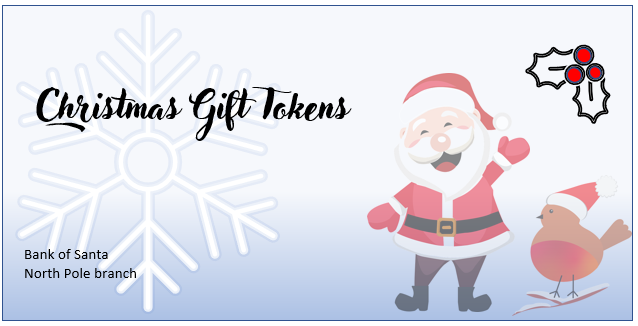 Christmas Gift Tokens
Bank of Santa
North Pole branch